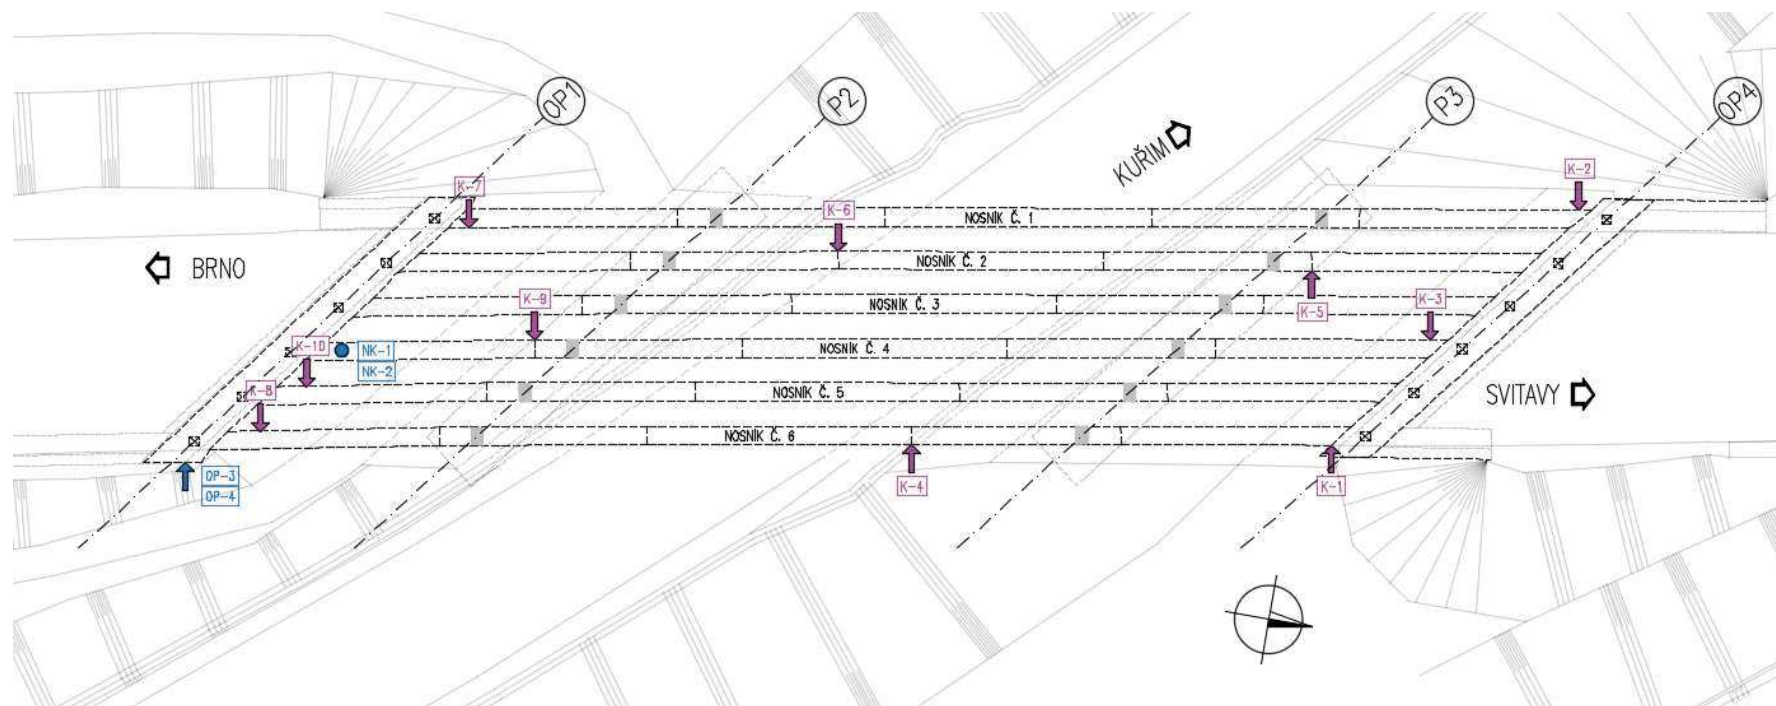 OP1
P2
P3
OP4
KUŘIM
K-7
K-2
K-6
NOSNÍK Č. 1
BRNO
NOSNÍK Č. 2
K-9
NOSNÍK Č. 3
K-5
K-3
K-10
NK-1
NOSNÍK Č. 4
NK-2
K-8
NOSNÍK Č. 5
SVITAVY
NOSNÍK Č. 6
OP-3
OP-4
K-4
K-1